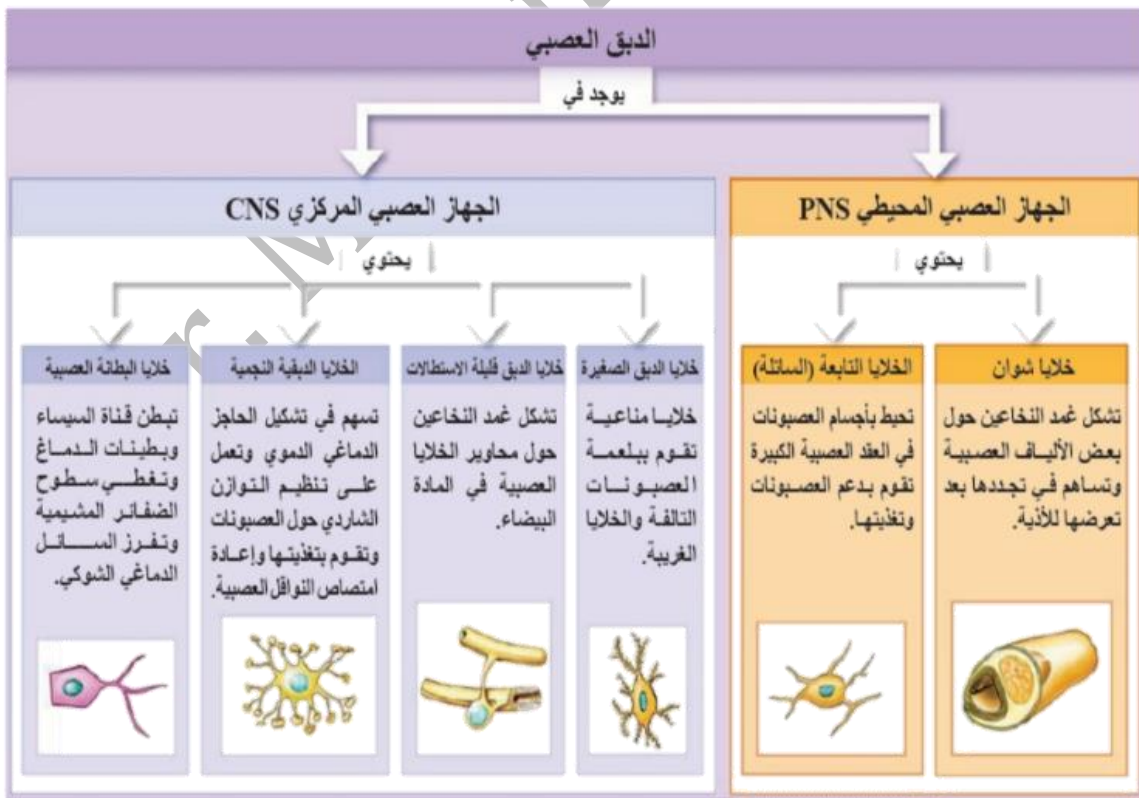 الدبق العصبي
يوجد في
الجهاز العصبي المحيطي PNS
يحتوي
خلايا شوان
تشكل غمد النخاعين حول
بعض الألياف العصبية
وتساهم في تجددها بعد
تعرضها للأذية.
الخلايا التابعة (الساتلة)
تحيط بأجسام العصبونات
في العقد العصبية الكبيرة
تقوم بدعم العصبونات
وتغذيتها.
الجهاز العصبي المركزي CNS
يحتوي
خلايا الدبق الصغيرة
خلايا مناعية
تقوم ببلعمة
العصبونات
التالفة والخلايا
الغريبة.
خلايا الدبق قليلة الاستطالات
تشكل غمد النخاعين
حول محاوير الخلايا
العصبية في المادة
البيضاء.
الخلايا الدبقية النجمية
تسهم في تشكيل الحاجز
الدماغي الدموي وتعمل
على تنظيم التوازن
الشاردي حول العصبونات
وتقوم بتغذيتها وإعادة
امتصاص النواقل العصبية.
خلايا البطانة العصبية
تبطن قناة السيساء
وبطينات الدماغ
وتغطي سطوح
الضفائر المشيمية
وتفرز السائل
الدماغي الشوكي.